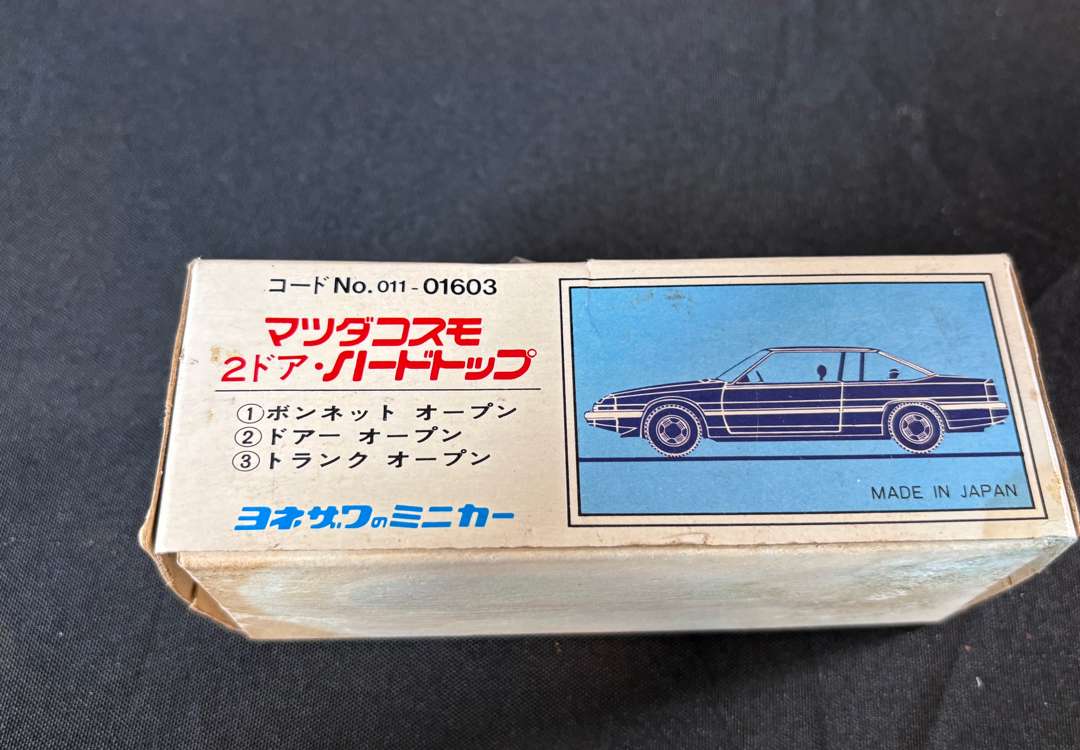 コードNo. 011-01603
マツダコスモ
2ドア・ハードトップ
①ボンネット オープン
②ドアー オープン
③トランク オープン
ヨネザワのミニカー
MADE IN JAPAN